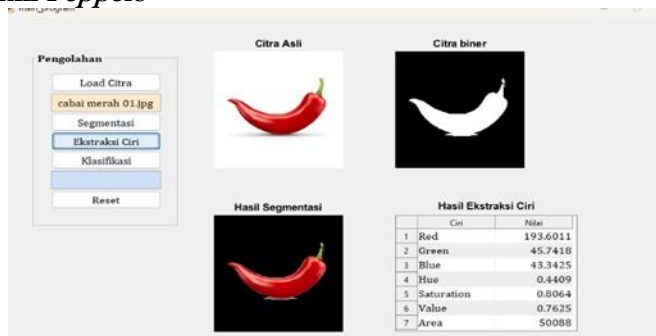 main_program
Pengolahan
Load Citra
cabai merah 01.jpg
Segmentasi
Ekstraksi Ciri
Klasifikasi
Reset
Citra Asli
Citra biner
Hasil Segmentasi
Hasil Ekstraksi Ciri
Ciri Nilai
1 Red 193.6011
2 Green 45.7418
3 Blue 43.3425
4 Hue 0.4409
5 Saturation 0.8064
6 Value 0.7625
7 Area 50088